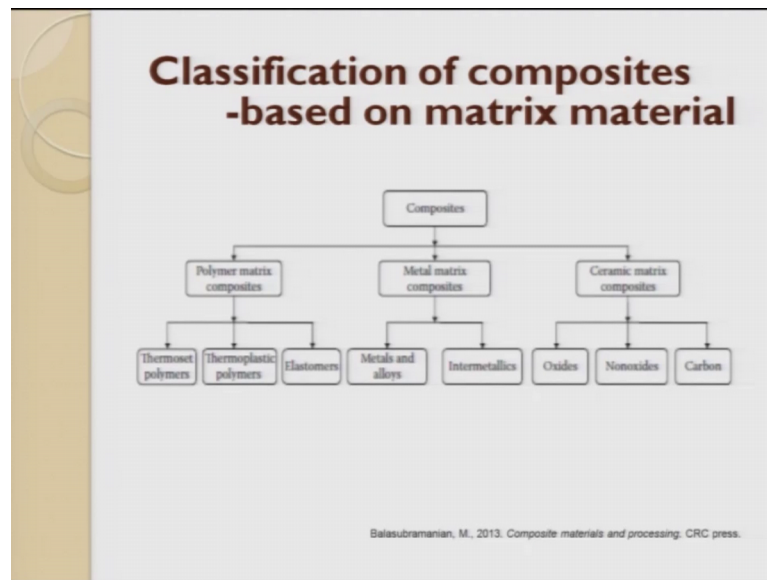 Classification of composites
-based on matrix material
Composites
Polymer matrix
composites
Metal matrix
composites
Ceramic matrix
composites
Thermoset
polymers
Thermoplastic
polymers
Elastomers
Metals and
alloys
Intermetallics
Oxides
Nonoxides
Carbon
Balasubramanian, M., 2013. Composite materials and processing. CRC press.